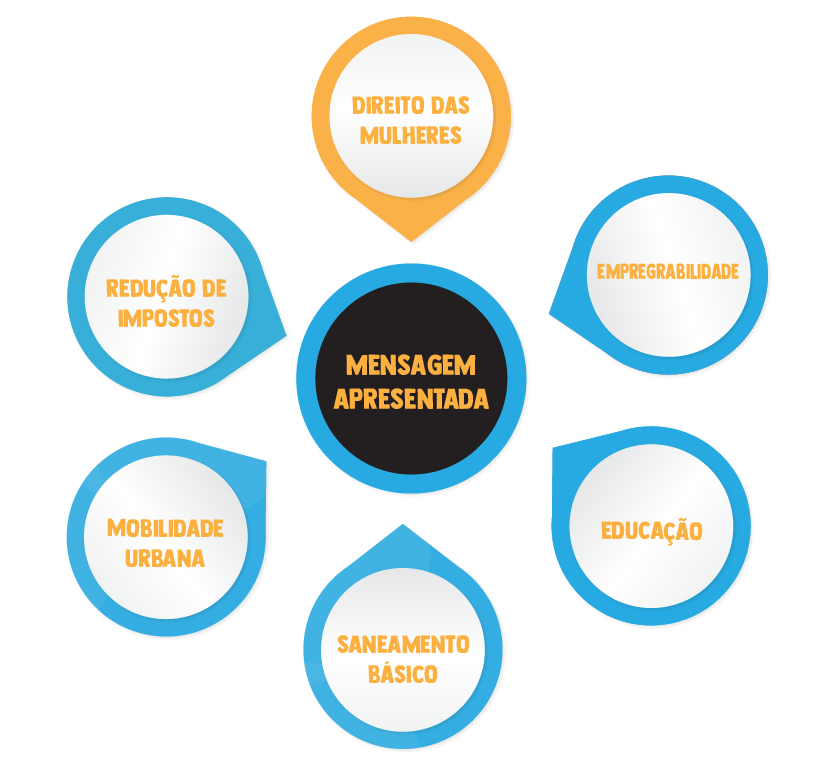 DIREITO DAS
MULHERES
EMPREGRABILIDADE
REDUÇÃO DE
IMPOSTOS
MENSAGEM
APRESENTADA
MOBILIDADE
URBANA
EDUCAÇÃO
SANEAMENTO
BÁSICO